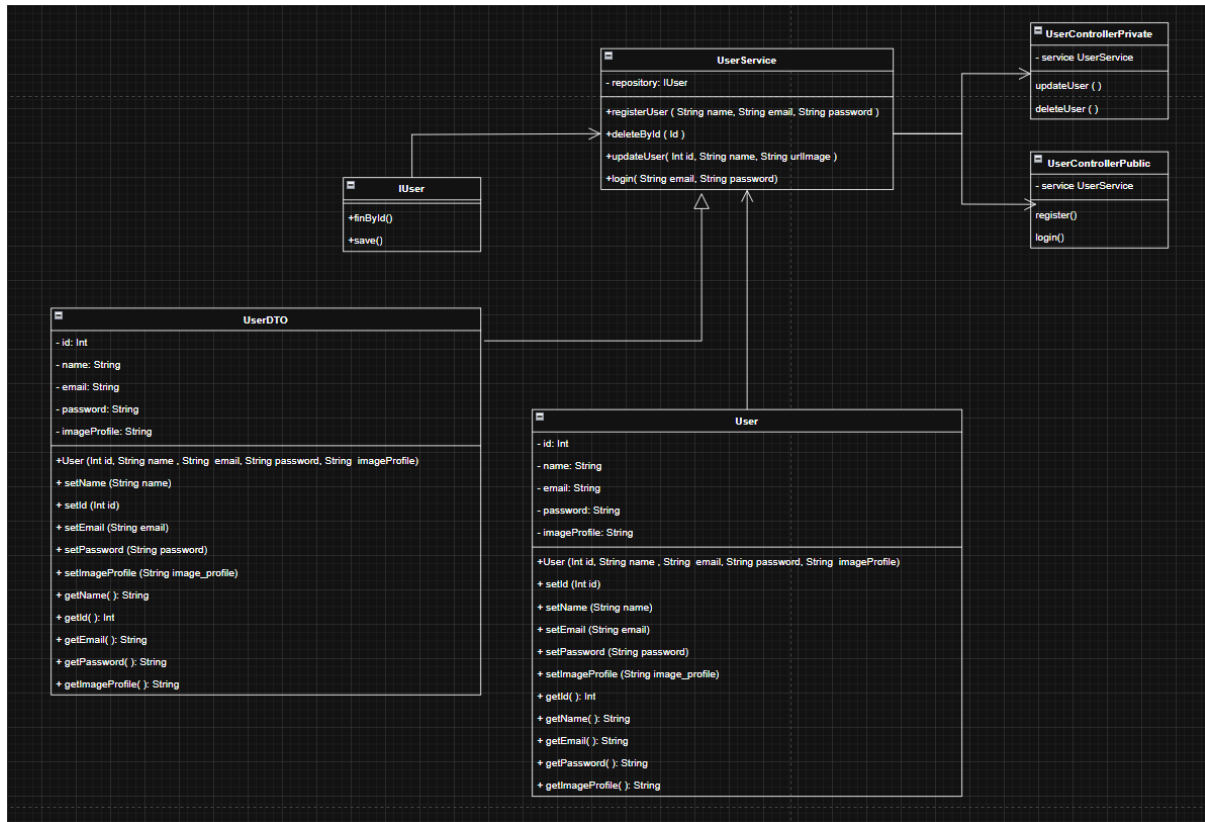 UserControllerPrivate
- service UserService
updateUser ( )
deleteUser ( )
UserService
- repository: IUser
+registerUser ( String name, String email, String password )
+deleteById ( Id )
+updateUser( Int id, String name, String urlImage )
+login( String email, String password)
UserControllerPublic
- service UserService
register()
login()
IUser
+finById()
+save()
UserDTO
- id: Int
- name: String
- email: String
- password: String
- imageProfile: String
+User (Int id, String name , String email, String password, String imageProfile)
+ setName (String name)
+ setId (Int id)
+ setEmail (String email)
+ setPassword (String password)
+ setImageProfile (String image_profile)
+ getName( ): String
+ getId( ): Int
+ getEmail( ): String
+ getPassword( ): String
+ getImageProfile( ): String
User
- id: Int
- name: String
- email: String
- password: String
- imageProfile: String
+User (Int id, String name , String email, String password, String imageProfile)
+ setId (Int id)
+ setName (String name)
+ setEmail (String email)
+ setPassword (String password)
+ setImageProfile (String image_profile)
+ getId( ): Int
+ getName( ): String
+ getEmail( ): String
+ getPassword( ): String
+ getImageProfile( ): String